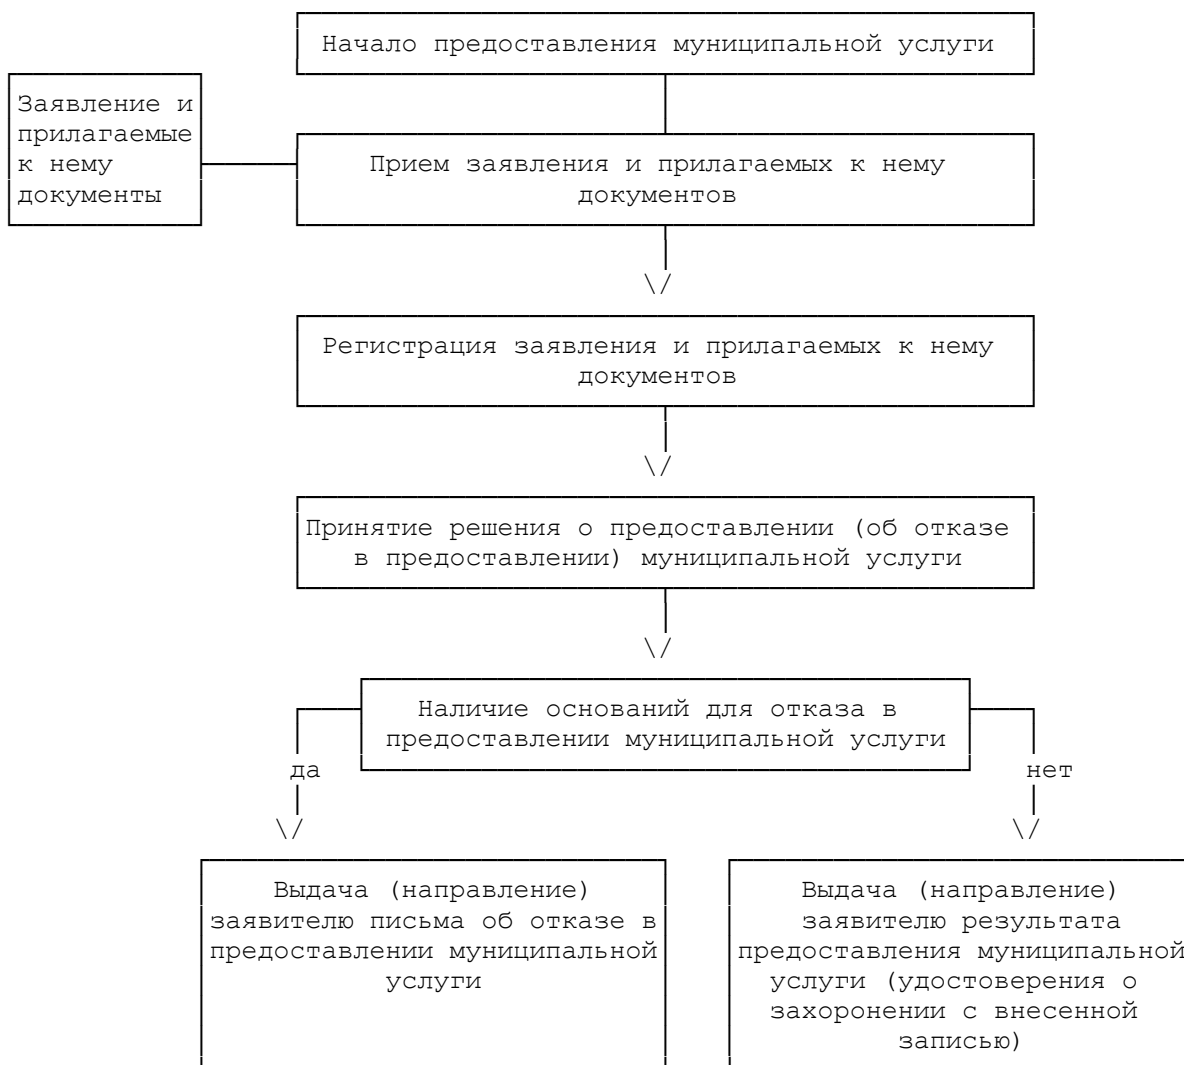 Начало предоставления муниципальной услуги
Заявление и
прилагаемые
к нему
документы
Прием заявления и прилагаемых к нему
документов
\/
Регистрация заявления и прилагаемых к нему
документов
\/
Принятие решения о предоставлении (об отказе
в предоставлении) муниципальной услуги
\/
Наличие оснований для отказа в
предоставлении муниципальной услуги
да
нет
\/
\/
Выдача (направление)
заявителю письма об отказе в
предоставлении муниципальной
услуги
Выдача (направление)
заявителю результата
предоставления муниципальной
услуги (удостоверения о
захоронении с внесенной
записью)